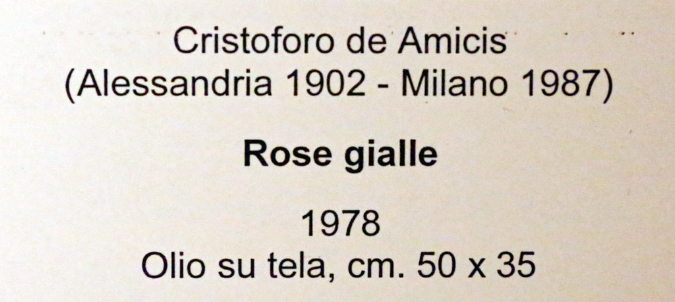 Cristoforo de Amicis
(Alessandria 1902 - Milano 1987)
Rose gialle
1978
Olio su tela, cm. 50 x 35